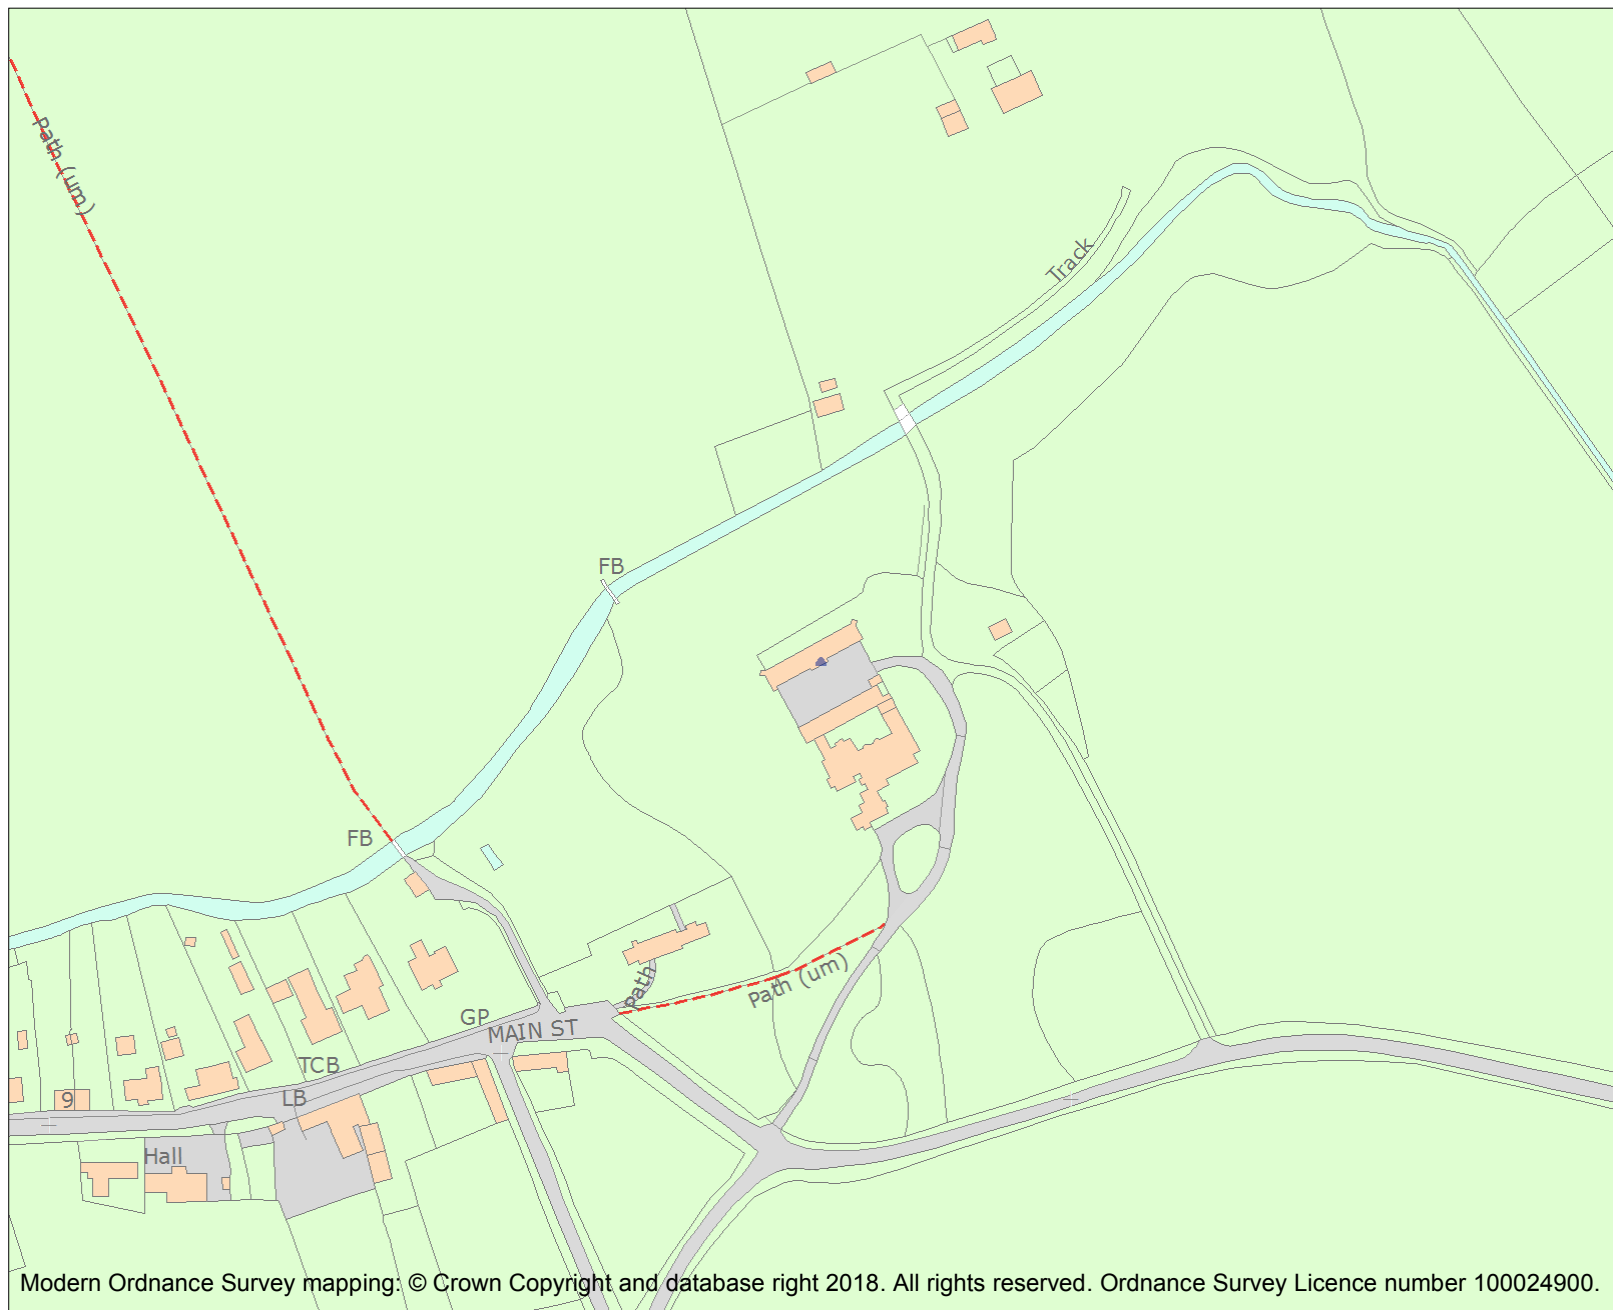 Path (um)
Track
FB
FB
Path
Path (um)
GP
MAIN ST
TCB
LB
9
Hall
Modern Ordnance Survey mapping: © Crown Copyright and database right 2018. All rights reserved. Ordnance Survey Licence number 100024900.